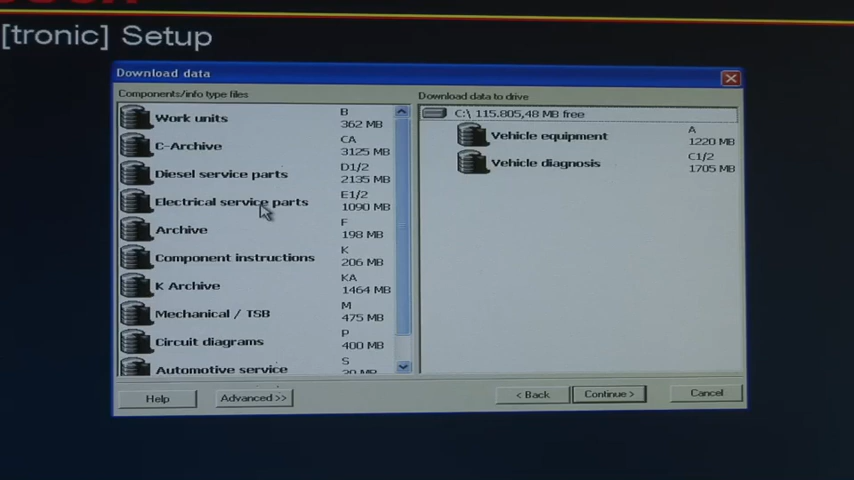 [tronic] Setup
Download data
Components/info type files
Work units B 362 MB
C-Archive CA 3125 MB
Diesel service parts D1/2 2135 MB
Electrical service parts E1/2 1090 MB
Archive F 198 MB
Component instructions K 206 MB
K Archive KA 1464 MB
Mechanical / TSB M 475 MB
Circuit diagrams P 400 MB
Automotive service S
Download data to drive
C:\ 115.805,48 MB free
Vehicle equipment A 1220 MB
Vehicle diagnosis C1/2 1705 MB
Help
Advanced >>
< Back
Continue >
Cancel